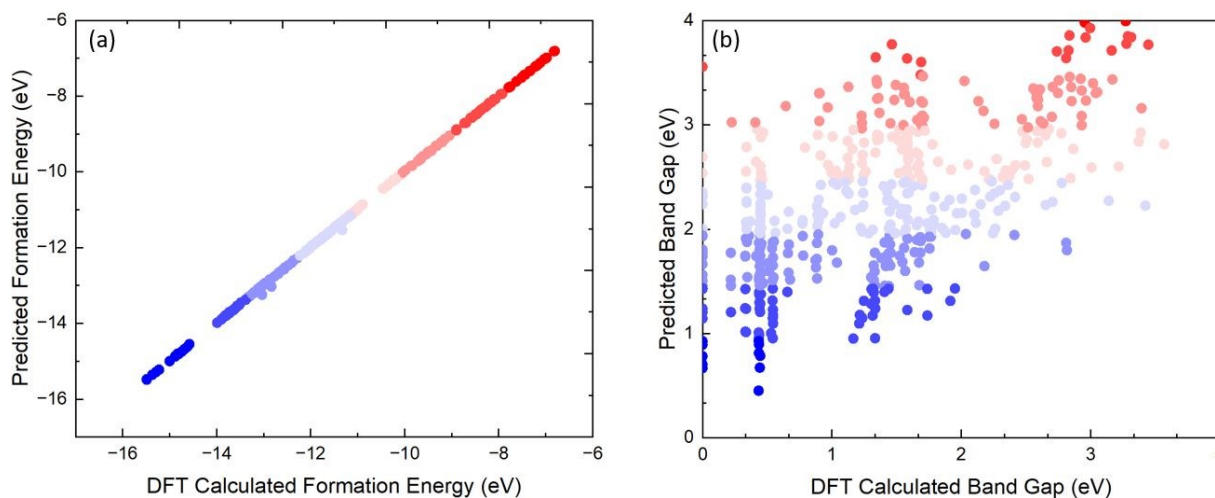 (a)
Predicted Formation Energy (eV)
−6
−8
−10
−12
−14
−16
−16 −14 −12 −10 −8 −6
DFT Calculated Formation Energy (eV)
(b)
Predicted Band Gap (eV)
4
3
2
1
0
0 1 2 3
DFT Calculated Band Gap (eV)